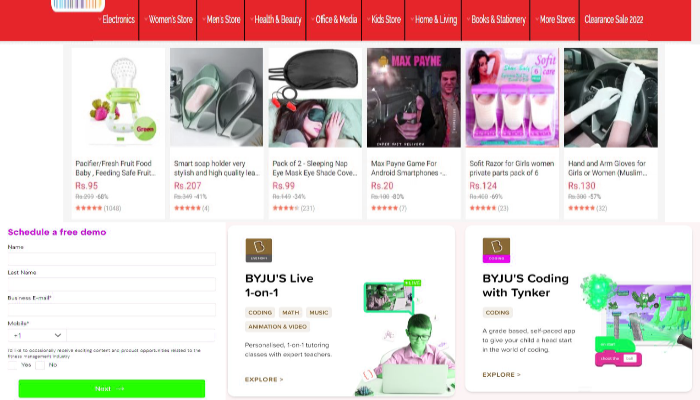 Electronics
Women's Store
Men's Store
Health & Beauty
Office & Media
Kids Store
Home & Living
Books & Stationery
More Stores
Clearance Sale 2022
Green
MAX PAYNE
Sofit
care
Pacifier/Fresh Fruit Food
Baby , Feeding Safe Fruit...
Rs.95
Rs.299 -68%
(1048)
Smart soap holder very
stylish and high quality lea...
Rs.207
Rs.349 -41%
(4)
Pack of 2 - Sleeping Nap
Eye Mask Eye Shade Cove...
Rs.99
Rs.149 -34%
(231)
Max Payne Game For
Android Smartphones -...
Rs.20
Rs.100 -80%
(7)
Sofit Razor for Girls women
private parts pack of 6
Rs.124
Rs.400 -69%
(23)
Hand and Arm Gloves for
Girls or Women (Muslim...
Rs.130
Rs.300 -57%
(32)
Schedule a free demo
Name
Last Name
Business E-mail*
Mobile*
+1
I'd like to occasionally receive exciting content and product opportunities related to the
fitness management industry
Yes No
Next →
BYJU'S Live
1-on-1
CODING MATH MUSIC
ANIMATION & VIDEO
Personalised, 1-on-1 tutoring
classes with expert teachers.
EXPLORE >
BYJU'S Coding
with Tynker
CODING
A grade based, self-paced app
to give your child a head start
in the world of coding.
EXPLORE >